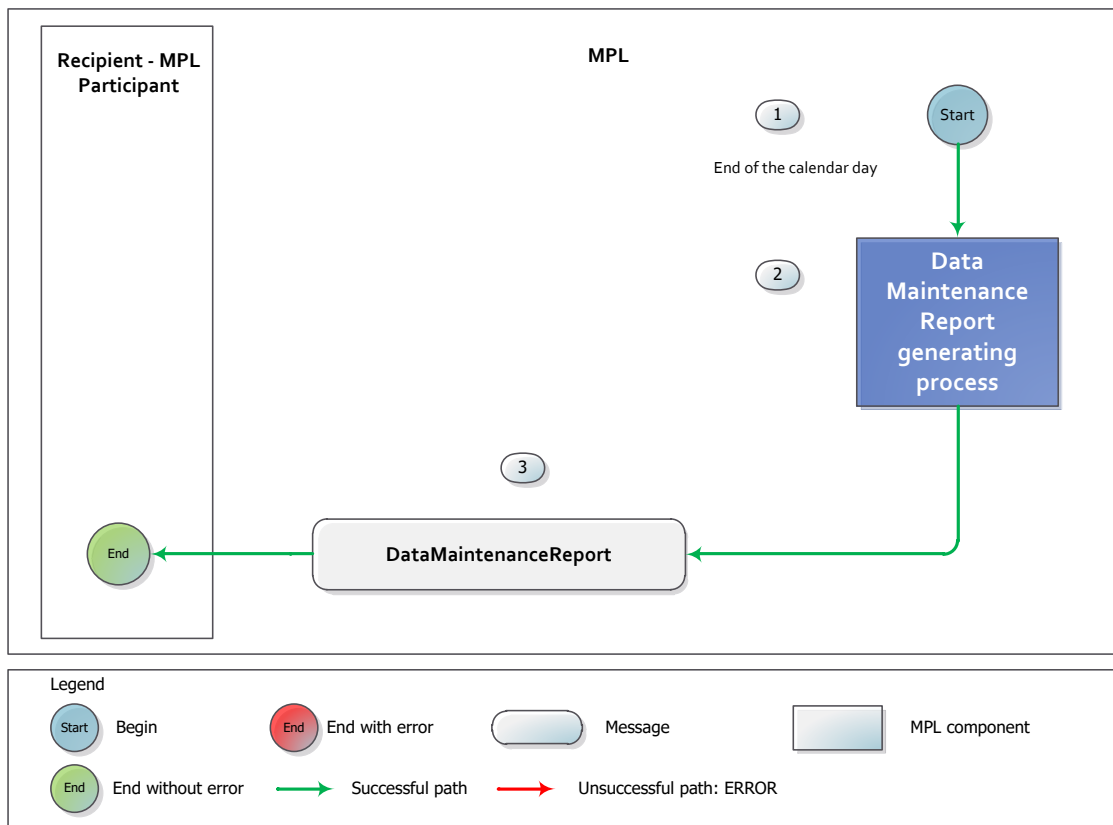 Recipient - MPL
Participant
MPL
1
Start
End of the calendar day
2
Data
Maintenance
Report
generating
process
3
End
DataMaintenanceReport
Legend
Start
Begin
End
End with error
Message
MPL component
End
End without error
Successful path
Unsuccessful path: ERROR